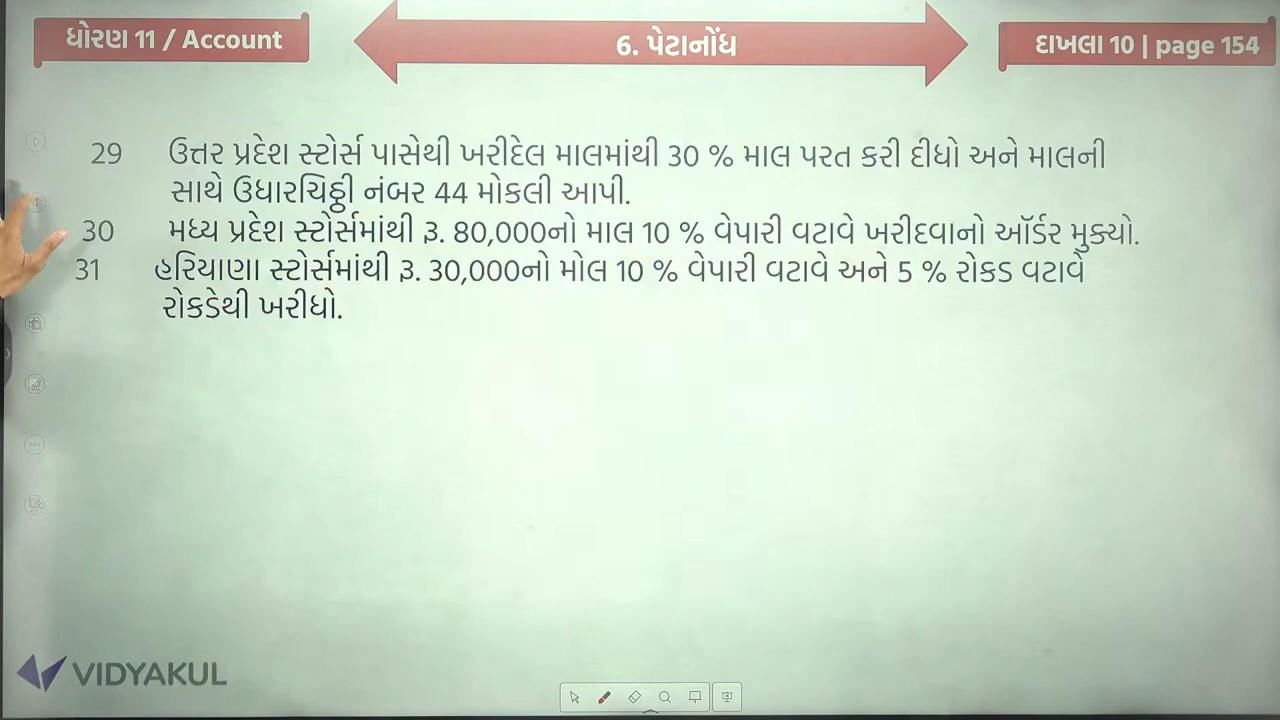 ધોરણ 11 / Account
6. પેટાનોંધ
દાખલા 10 | page 154
29 ઉત્તર પ્રદેશ સ્ટોર્સ પાસેથી ખરીદેલ માલમાંથી 30 % માલ પરત કરી દીધો અને માલની
સાથે ઉધારચિઠ્ઠી નંબર 44 મોકલી આપી.
30 મધ્ય પ્રદેશ સ્ટોર્સમાંથી રૂ. 80,000નો માલ 10 % વેપારી વટાવે ખરીદવાનો ઑર્ડર મુક્યો.
31 હરિયાણા સ્ટોર્સમાંથી રૂ. 30,000નો મોલ 10 % વેપારી વટાવે અને 5 % રોકડ વટાવે
રોકડેથી ખરીધો.
VIDYAKUL